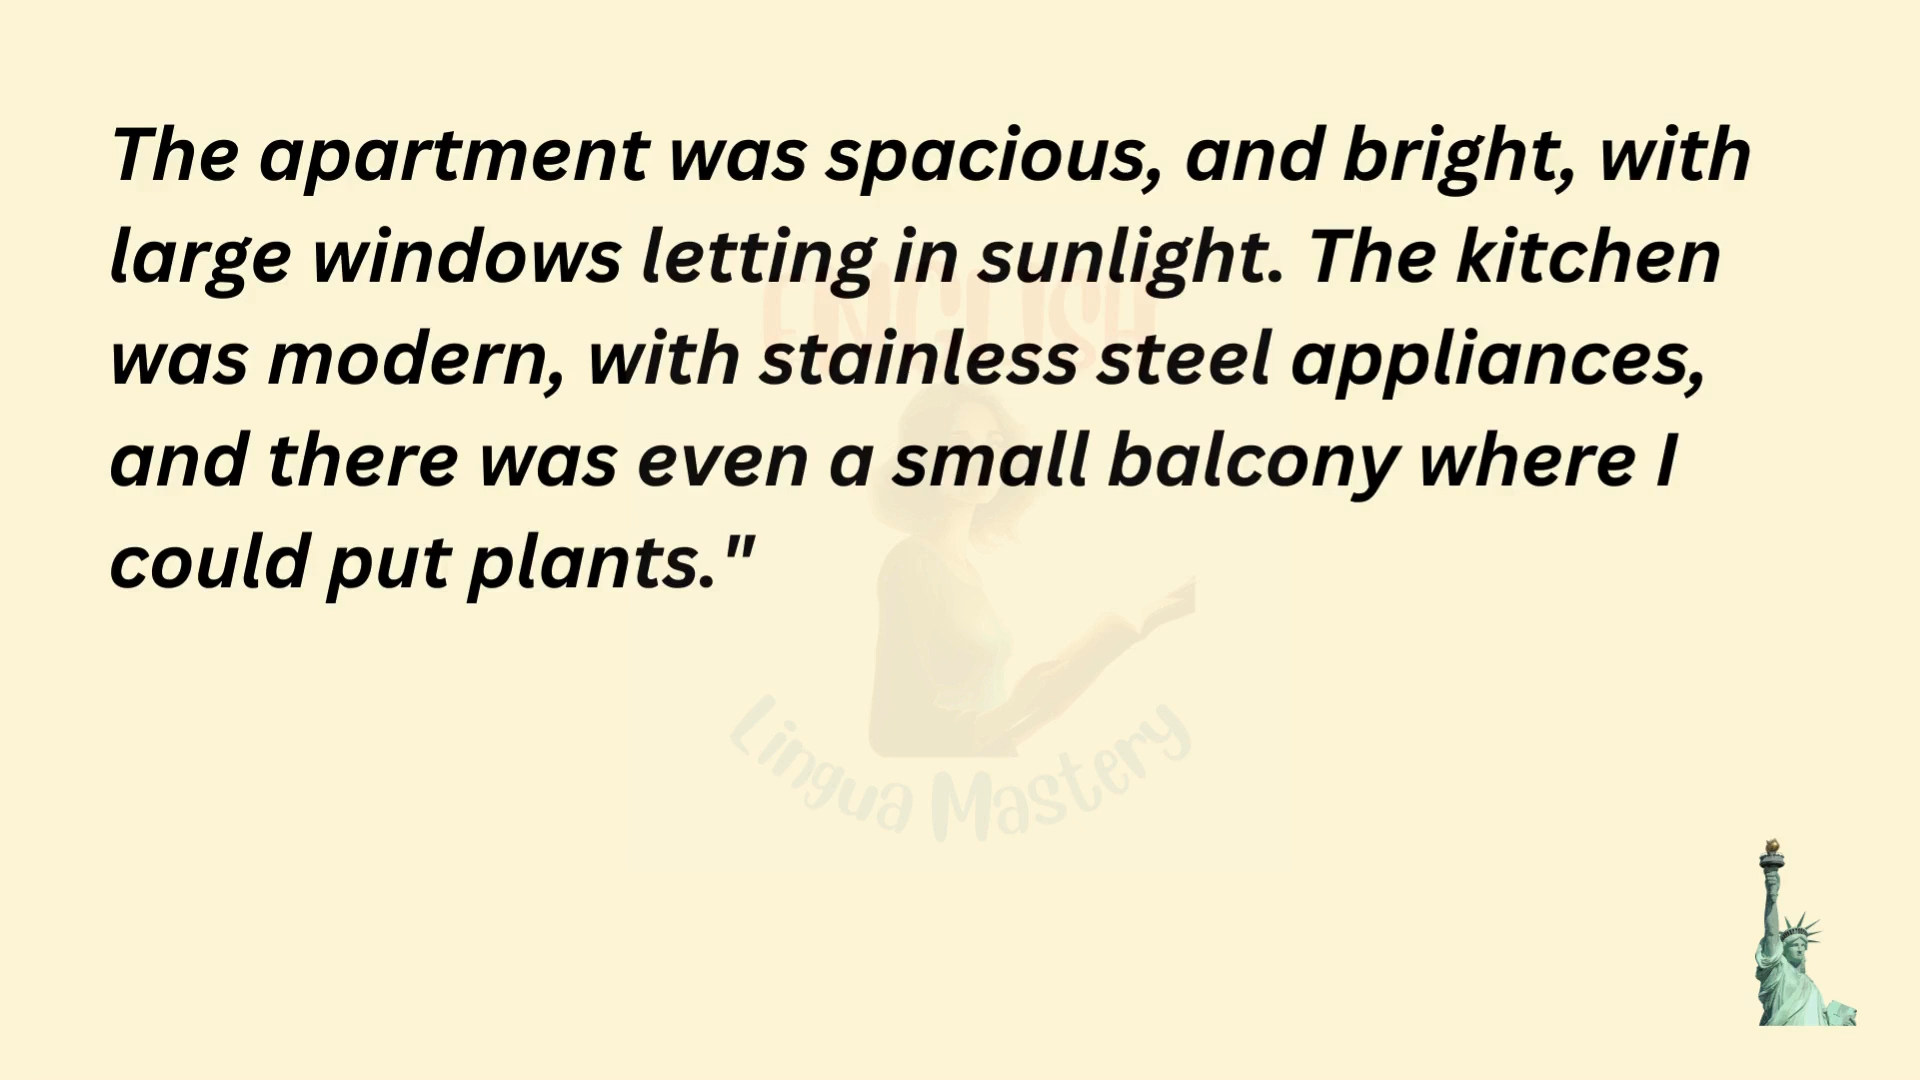 The apartment was spacious, and bright, with
large windows letting in sunlight. The kitchen
was modern, with stainless steel appliances,
and there was even a small balcony where I
could put plants."
ENGLISH
Lingua Mastery